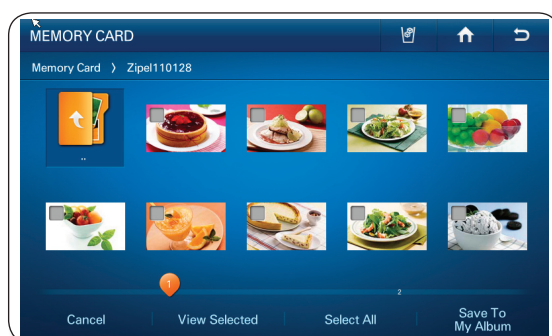 MEMORY CARD
Memory Card 〉 Zipel110128
..
1
2
Cancel
View Selected
Select All
Save To
My Album